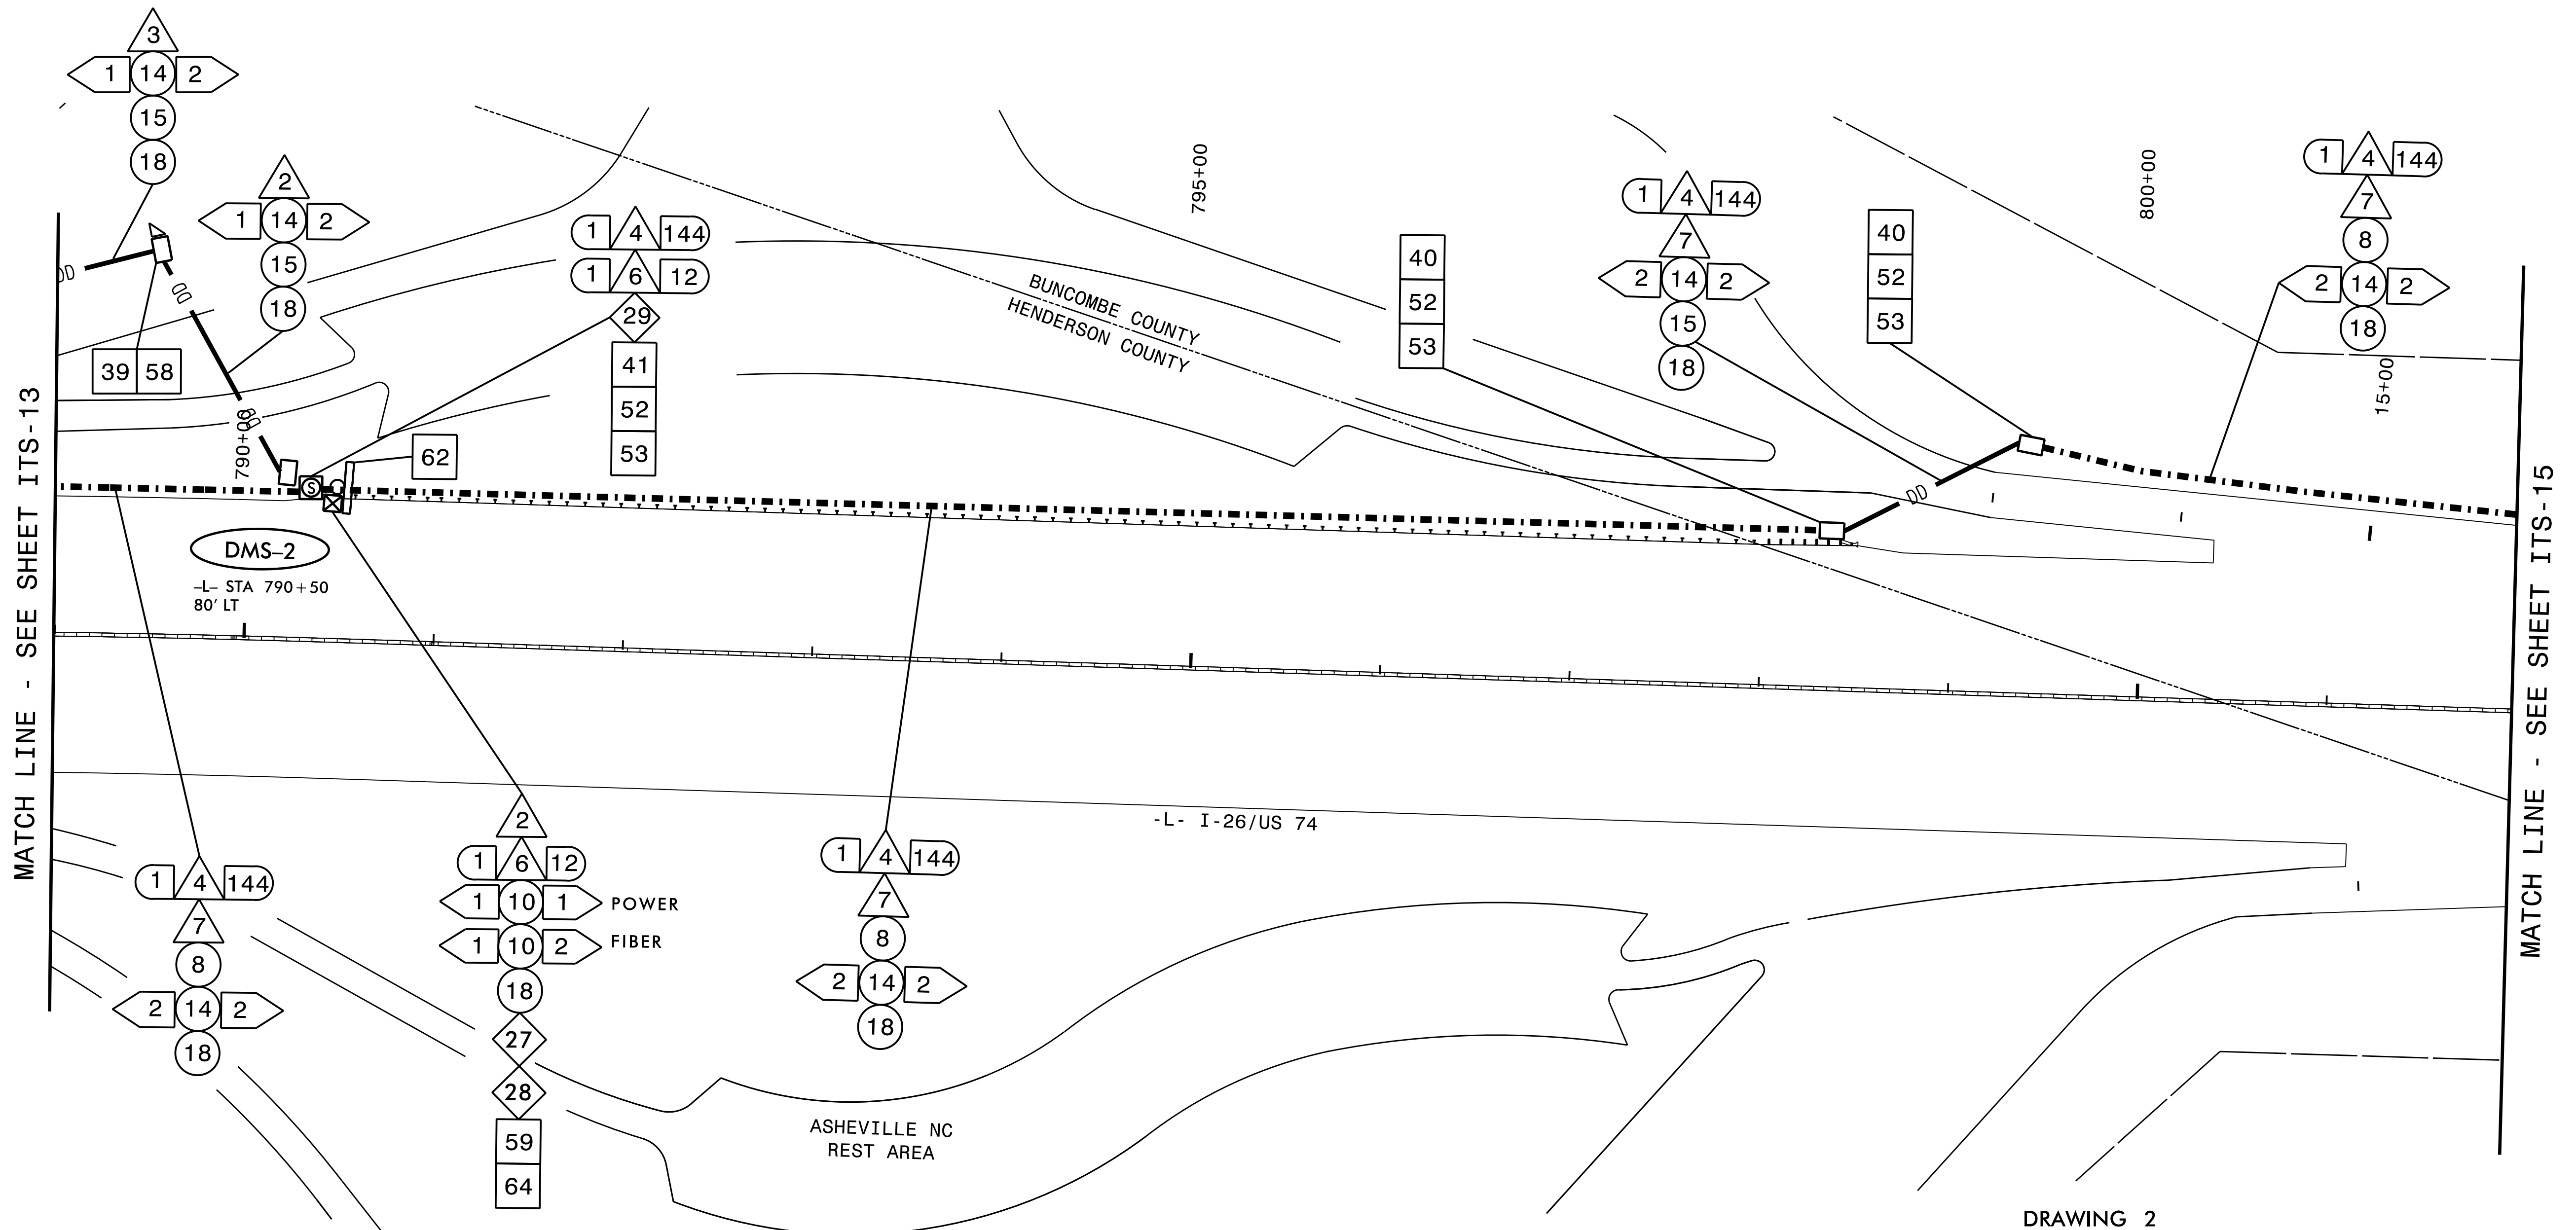 3
1 14 2
15
18
2
1 14 2
15
18
39 58
790+00
1 4 144
1 6 12
29
41
52
53
62
S
DMS-2
-L- STA 790+50
80' LT
795+00
BUNCOMBE COUNTY
HENDERSON COUNTY
40
52
53
1 4 144
7
2 14 2
15
18
40
52
53
800+00
1 4 144
7
8
2 14 2
18
15+00
MATCH LINE - SEE SHEET ITS-13
MATCH LINE - SEE SHEET ITS-15
-L- I-26/US 74
1 4 144
7
8
2 14 2
18
2
1 6 12
1 10 1 POWER
1 10 2 FIBER
18
27
28
59
64
1 4 144
7
8
2 14 2
18
ASHEVILLE NC
REST AREA
DRAWING 2